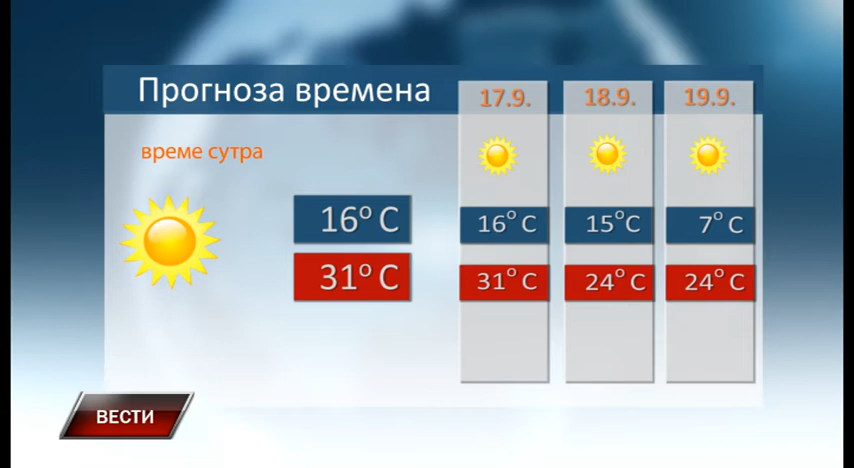 Прогноза времена
време сутра
16° C
31° C
17.9.
16° C
31° C
18.9.
15°C
24° C
19.9.
7° C
24° C
ВЕСТИ